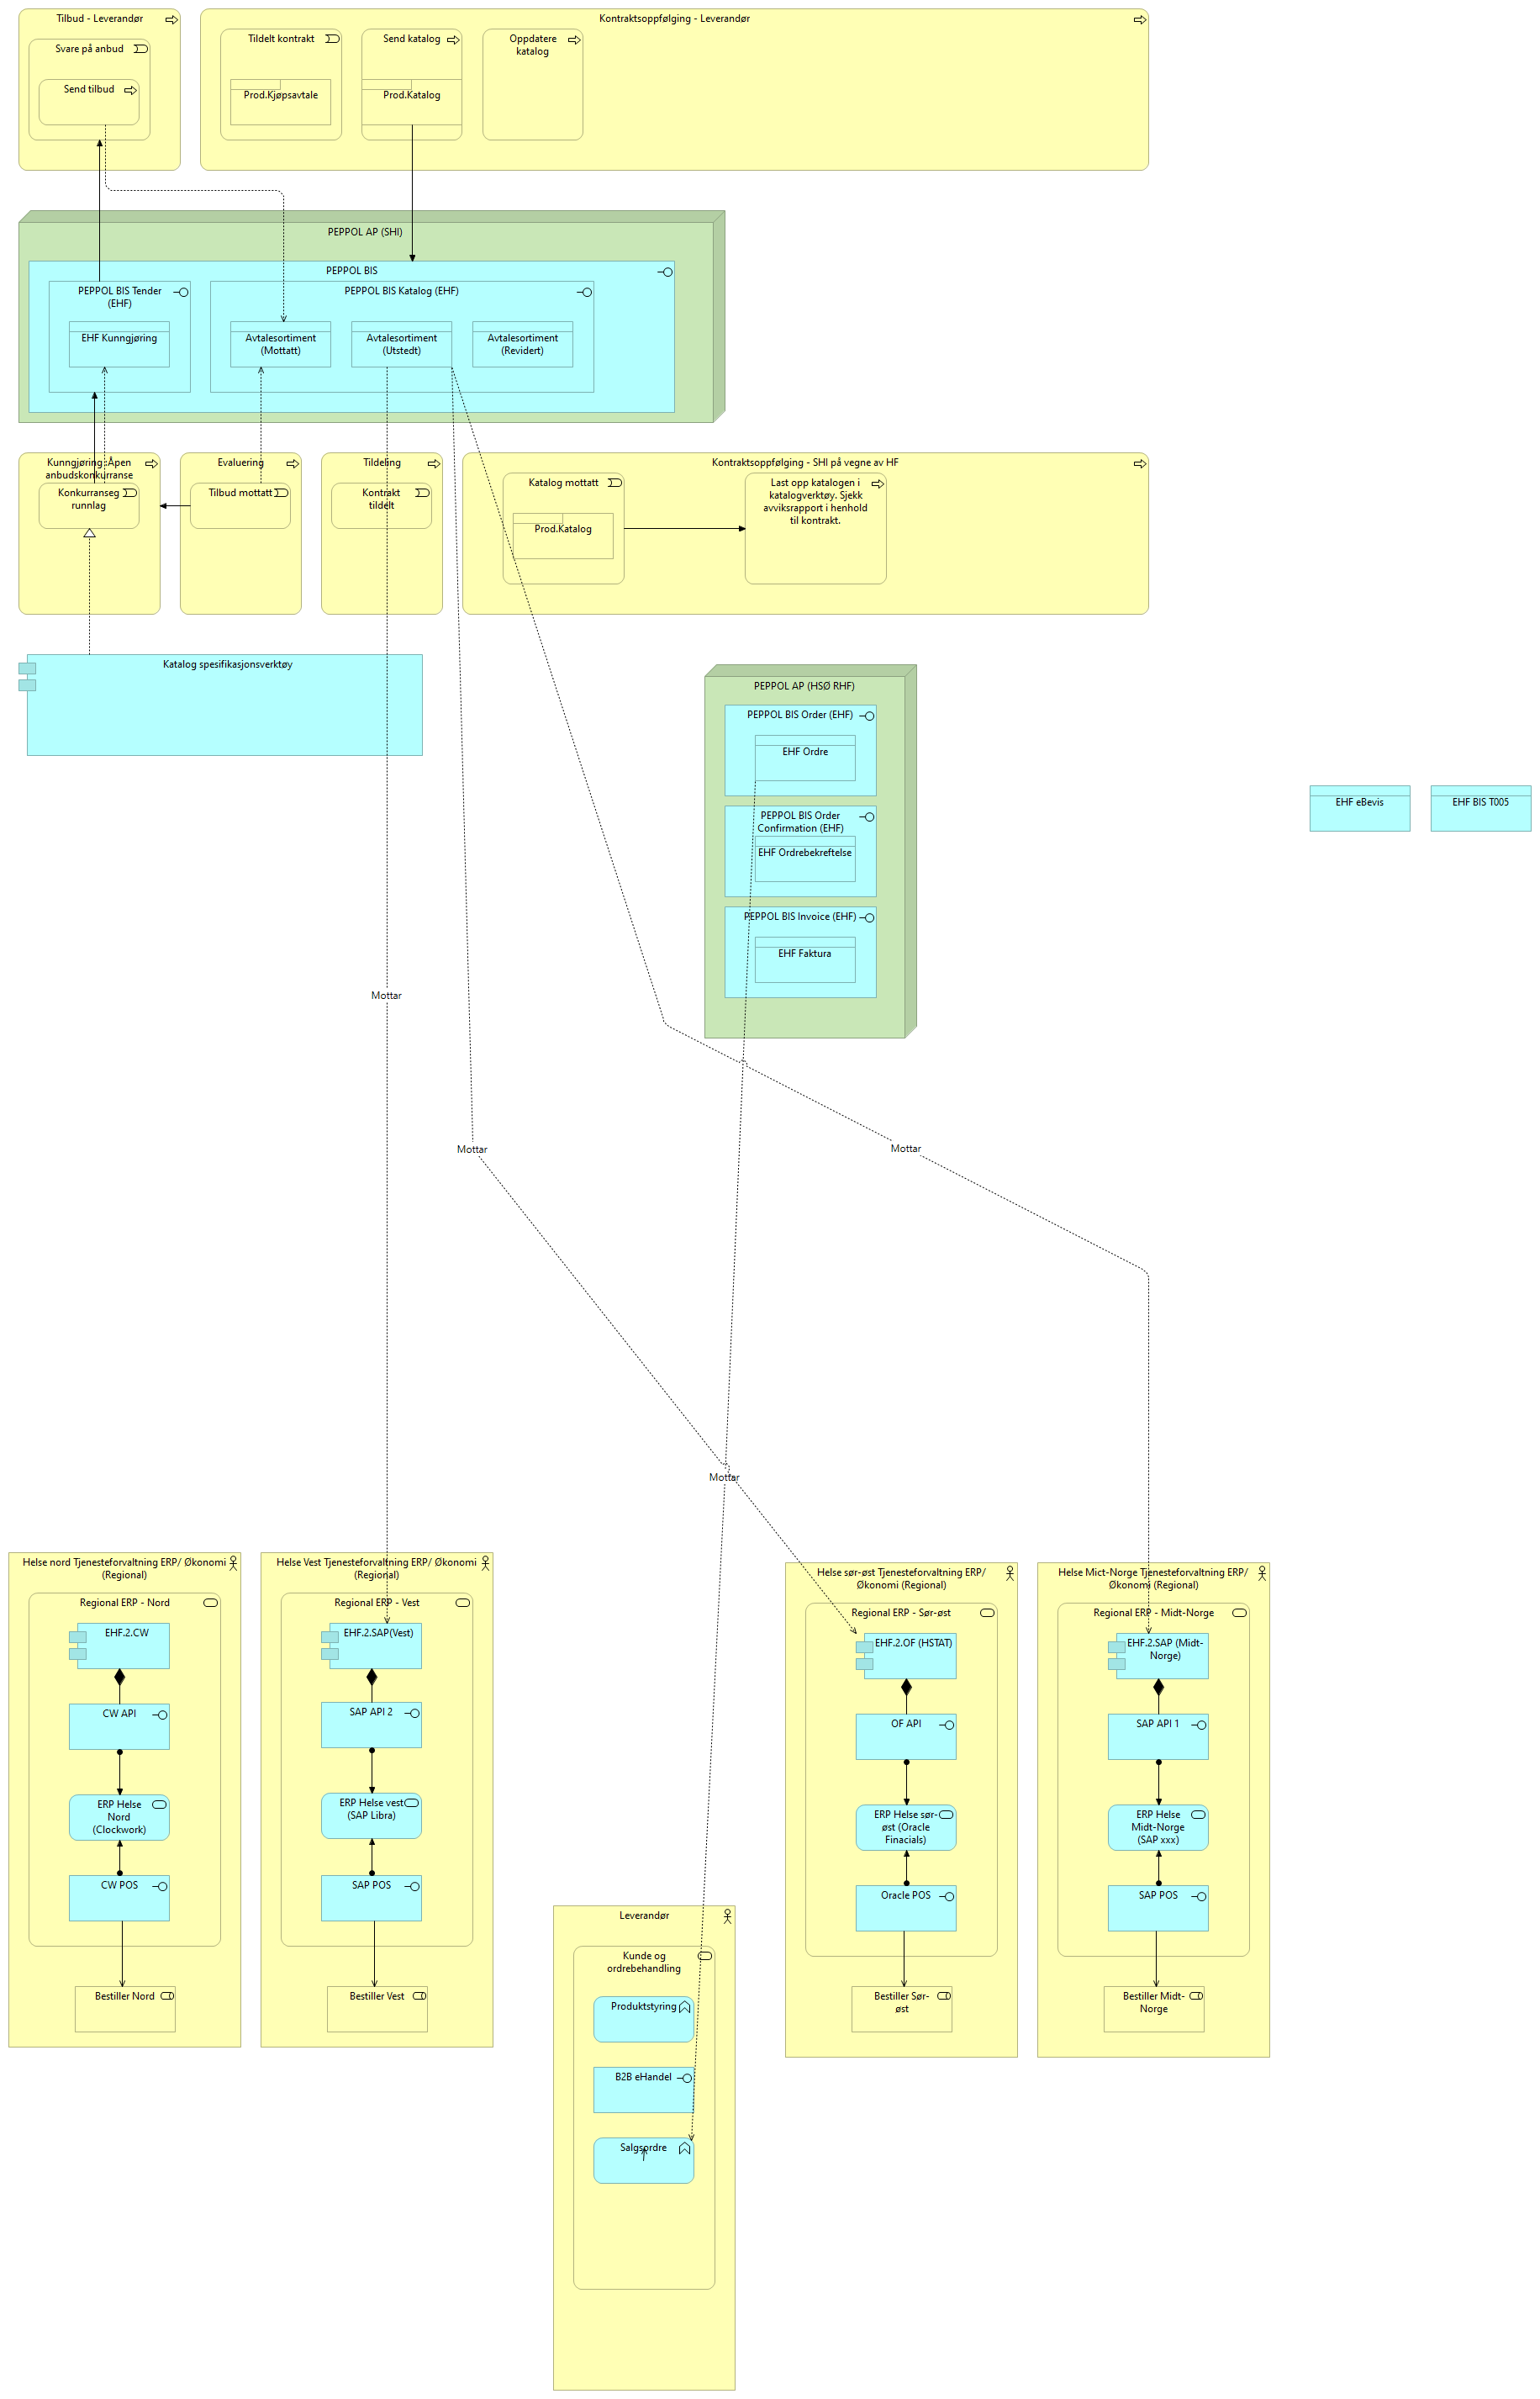 Tilbud - Leverandør
Svare på anbud
Send tilbud
Kontraktsoppfølging - Leverandør
Tildelt kontrakt
Prod.Kjøpsavtale
Send katalog
Prod.Katalog
Oppdatere
katalog
PEPPOL AP (SHI)
PEPPOL BIS
PEPPOL BIS Tender
(EHF)
EHF Kunngjøring
PEPPOL BIS Katalog (EHF)
Avtalesortiment
(Mottatt)
Avtalesortiment
(Utstedt)
Avtalesortiment
(Revidert)
Kunngjøring: Åpen
anbudskonkurranse
Konkurranseg
runnlag
Evaluering
Tilbud mottatt
Tildeling
Kontrakt
tildelt
Kontraktsoppfølging - SHI på vegne av HF
Katalog mottatt
Prod.Katalog
Last opp katalogen i
katalogverktøy. Sjekk
avviksrapport i henhold
til kontrakt.
Katalog spesifikasjonsverktøy
PEPPOL AP (HSØ RHF)
PEPPOL BIS Order (EHF)
EHF Ordre
PEPPOL BIS Order
Confirmation (EHF)
EHF Ordrebekreftelse
PEPPOL BIS Invoice (EHF)
EHF Faktura
EHF eBevis
EHF BIS T005
Mottar
Mottar
Mottar
Mottar
Helse nord Tjenesteforvaltning ERP/ Økonomi
(Regional)
Regional ERP - Nord
EHF.2.CW
CW API
ERP Helse
Nord
(Clockwork)
CW POS
Bestiller Nord
Helse Vest Tjenesteforvaltning ERP/ Økonomi
(Regional)
Regional ERP - Vest
EHF.2.SAP(Vest)
SAP API 2
ERP Helse vest
(SAP Libra)
SAP POS
Bestiller Vest
Leverandør
Kunde og
ordrebehandling
Produktstyring
B2B eHandel
Salgsordre
Helse sør-øst Tjenesteforvaltning ERP/
Økonomi (Regional)
Regional ERP - Sør-øst
EHF.2.OF (HSTAT)
OF API
ERP Helse sør-
øst (Oracle
Finacials)
Oracle POS
Bestiller Sør-
øst
Helse Mict-Norge Tjenesteforvaltning ERP/
Økonomi (Regional)
Regional ERP - Midt-Norge
EHF.2.SAP (Midt-
Norge)
SAP API 1
ERP Helse
Midt-Norge
(SAP xxx)
SAP POS
Bestiller Midt-
Norge